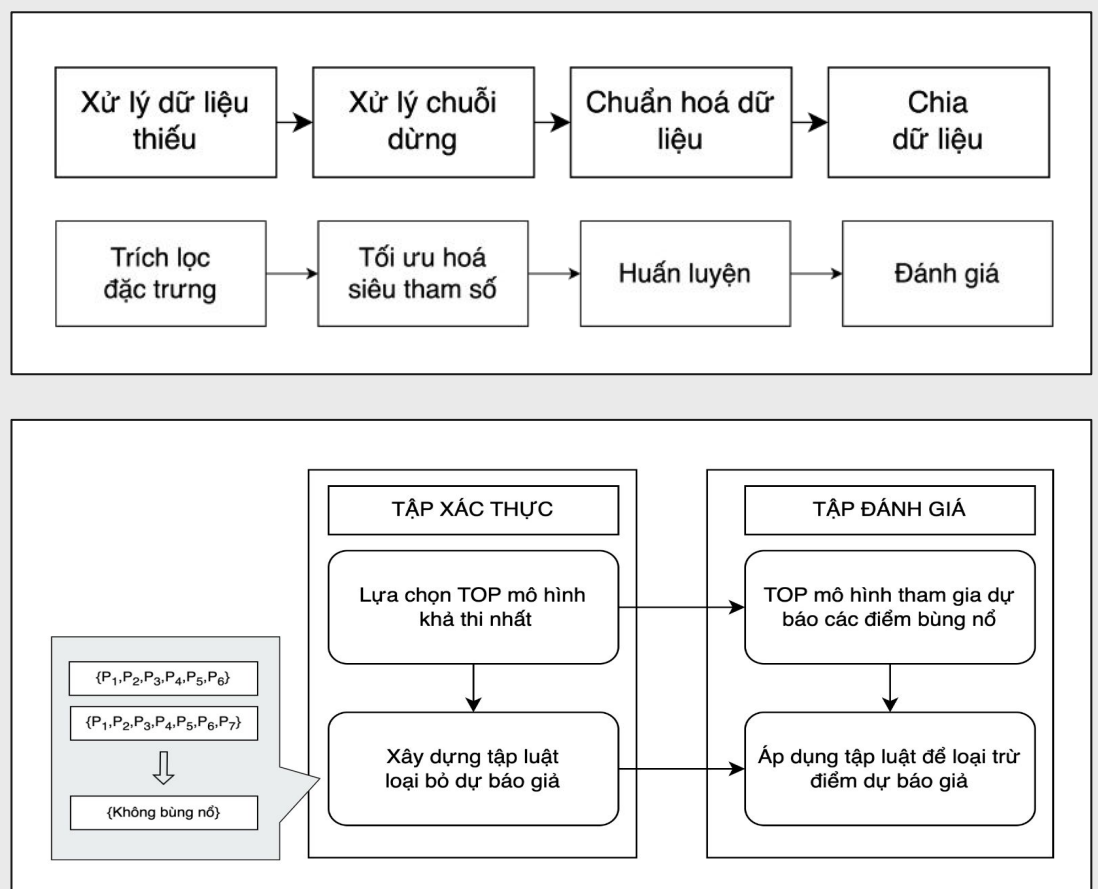 Xử lý dữ liệu
thiếu
Xử lý chuỗi
dừng
Chuẩn hoá dữ
liệu
Chia
dữ liệu
Trích lọc
đặc trưng
Tối ưu hoá
siêu tham số
Huấn luyện
Đánh giá
TẬP XÁC THỰC
Lựa chọn TOP mô hình
khả thi nhất
Xây dựng tập luật
loại bỏ dự báo giả
TẬP ĐÁNH GIÁ
TOP mô hình tham gia dự
báo các điểm bùng nổ
Áp dụng tập luật để loại trừ
điểm dự báo giả
{P₁,P₂,P₃,P₄,P₅,P₆}
{P₁,P₂,P₃,P₄,P₅,P₆,P₇}
{Không bùng nổ}